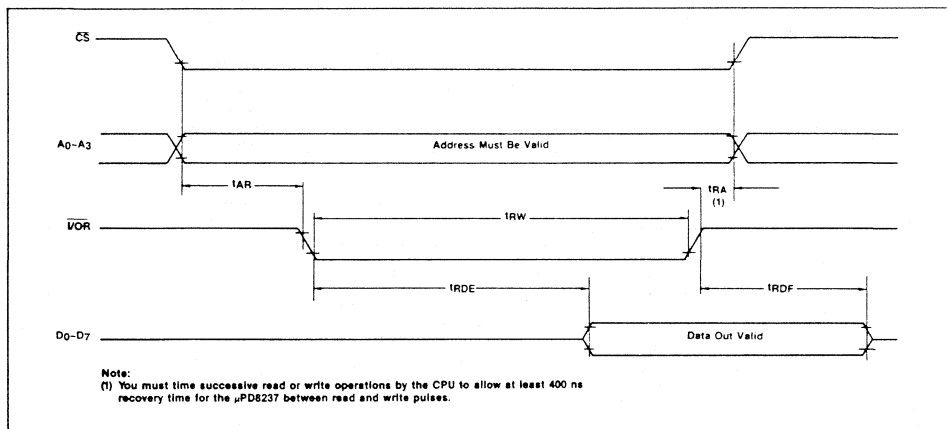 CS
A0-A3
Address Must Be Valid
tAR
tRA
(1)
I/OR
tRW
tRDE
tRDF
D0-D7
Data Out Valid
Note:
(1) You must time successive read or write operations by the CPU to allow at least 400 ns
recovery time for the μPD8237 between read and write pulses.